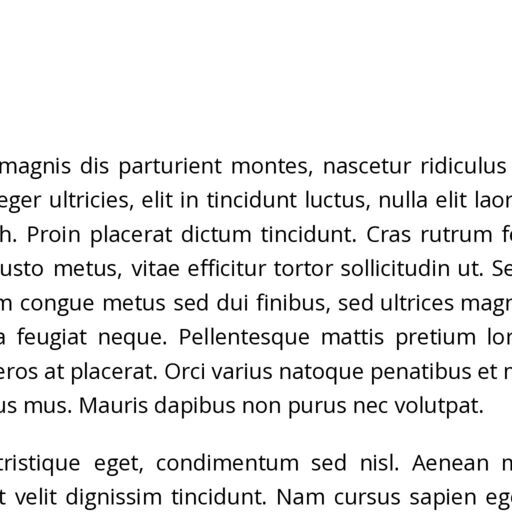 magnis dis parturient montes, nascetur ridiculus
eger ultricies, elit in tincidunt luctus, nulla elit laor
h. Proin placerat dictum tincidunt. Cras rutrum f
usto metus, vitae efficitur tortor sollicitudin ut. Se
m congue metus sed dui finibus, sed ultrices magn
a feugiat neque. Pellentesque mattis pretium lor
eros at placerat. Orci varius natoque penatibus et m
us mus. Mauris dapibus non purus nec volutpat.
tristique eget, condimentum sed nisl. Aenean m
t velit dignissim tincidunt. Nam cursus sapien ege